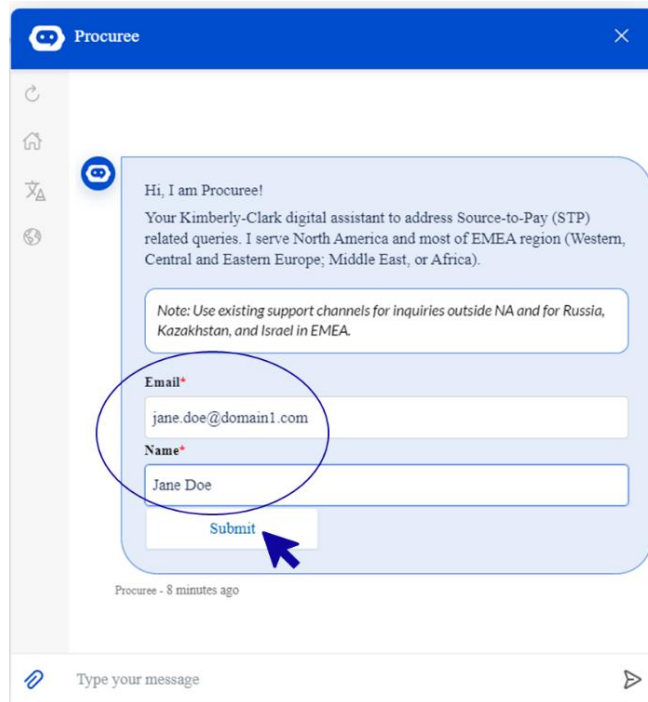 Procuree
Hi, I am Procuree!
Your Kimberly-Clark digital assistant to address Source-to-Pay (STP)
related queries. I serve North America and most of EMEA region (Western,
Central and Eastern Europe; Middle East, or Africa).
Note: Use existing support channels for inquiries outside NA and for Russia,
Kazakhstan, and Israel in EMEA.
Email*
jane.doe@domain1.com
Name*
Jane Doe
Submit
Procuree - 8 minutes ago
Type your message